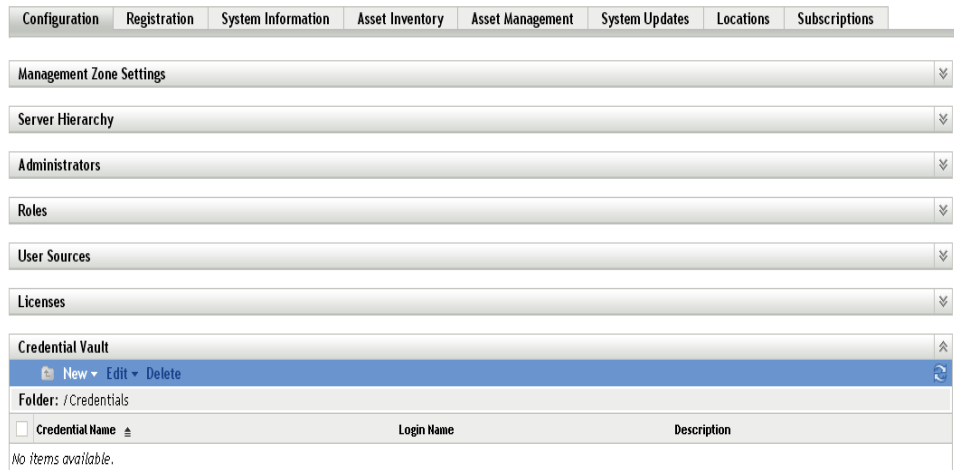 Configuration Registration System Information Asset Inventory Asset Management System Updates Locations Subscriptions
Management Zone Settings
Server Hierarchy
Administrators
Roles
User Sources
Licenses
Credential Vault
New Edit Delete
Folder: / Credentials
Credential Name Login Name Description
No items available.